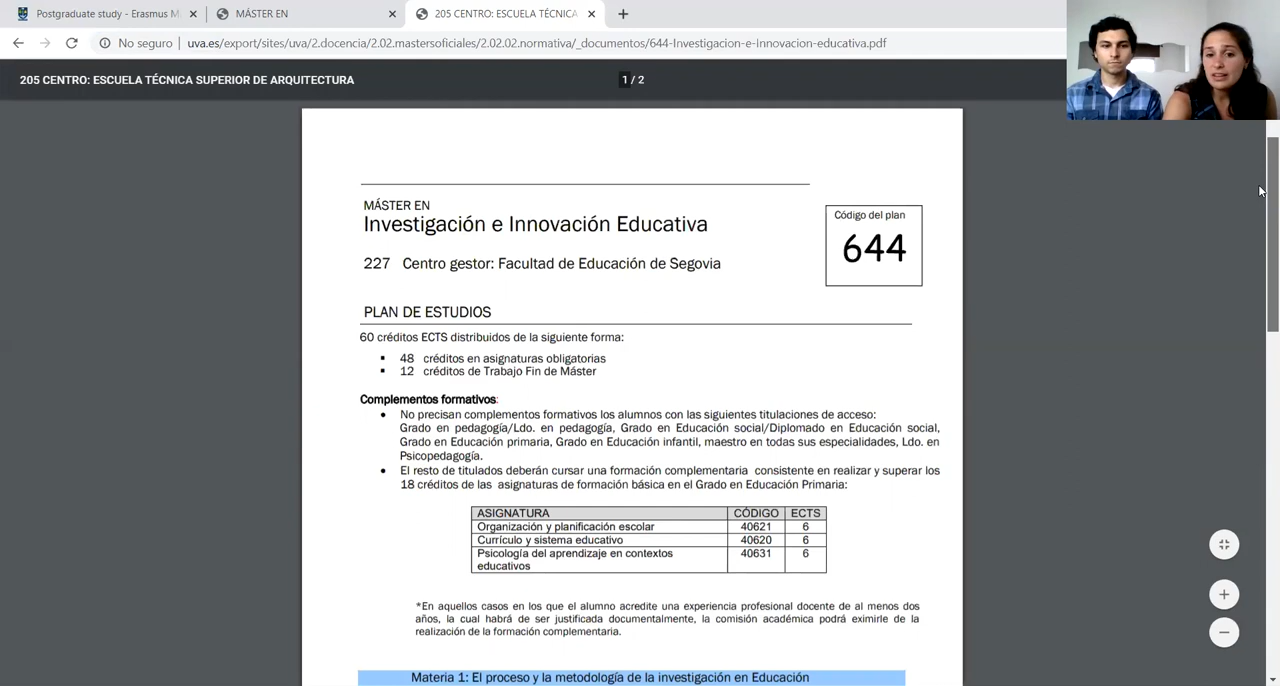 Postgraduate study - Erasmus M
MÁSTER EN
205 CENTRO: ESCUELA TÉCNICA
No seguro
uva.es/export/sites/uva/2.docencia/2.02.mastersoficiales/2.02.02.normativa/_documentos/644-Investigacion-e-innovacion-educativa.pdf
205 CENTRO: ESCUELA TÉCNICA SUPERIOR DE ARQUITECTURA
1 / 2
MÁSTER EN
Investigación e Innovación Educativa
227 Centro gestor: Facultad de Educación de Segovia
Código del plan
644
PLAN DE ESTUDIOS
60 créditos ECTS distribuidos de la siguiente forma:
▪ 48 créditos en asignaturas obligatorias
▪ 12 créditos de Trabajo Fin de Máster
Complementos formativos:
• No precisan complementos formativos los alumnos con las siguientes titulaciones de acceso:
Grado en pedagogía/Ldo. en pedagogía, Grado en Educación social/Diplomado en Educación social,
Grado en Educación primaria, Grado en Educación infantil, maestro en todas sus especialidades, Ldo. en
Psicopedagogía.
• El resto de titulados deberán cursar una formación complementaria consistente en realizar y superar los
18 créditos de las asignaturas de formación básica en el Grado en Educación Primaria:
ASIGNATURA CÓDIGO ECTS
Organización y planificación escolar 40621 6
Currículo y sistema educativo 40620 6
Psicología del aprendizaje en contextos 40631 6
educativos
*En aquellos casos en los que el alumno acredite una experiencia profesional docente de al menos dos
años, la cual habrá de ser justificada documentalmente, la comisión académica podrá eximirle de la
realización de la formación complementaria.
Materia 1: El proceso y la metodología de la investigación en Educación